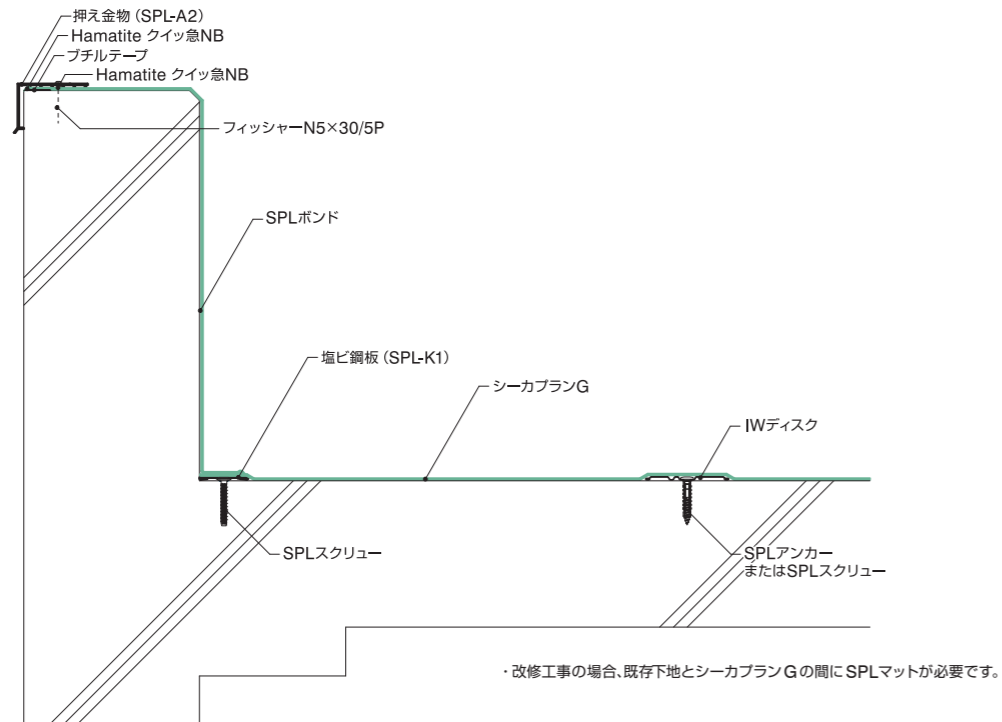 押え金物（SPL-A2）
Hamatite クイッ急NB
ブチルテープ
Hamatite クイッ急NB
フィッシャーN5×30/5P
SPLボンド
塩ビ鋼板（SPL-K1）
シーカプランG
IWディスク
SPLスクリュー
SPLアンカー
またはSPLスクリュー
・改修工事の場合、既存下地とシーカプランGの間にSPLマットが必要です。